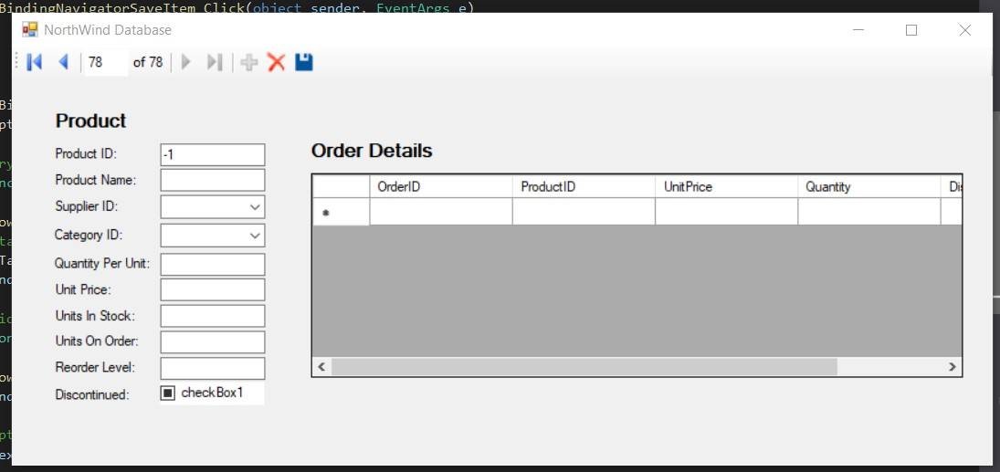 BindingNavigatorSaveItem_Click(object sender, EventArgs e)
NorthWind Database
78 of 78
Product
Product ID: -1
Product Name:
Supplier ID:
Category ID:
Quantity Per Unit:
Unit Price:
Units In Stock:
Units On Order:
Reorder Level:
Discontinued: checkBox1
Order Details
OrderID ProductID UnitPrice Quantity Dis